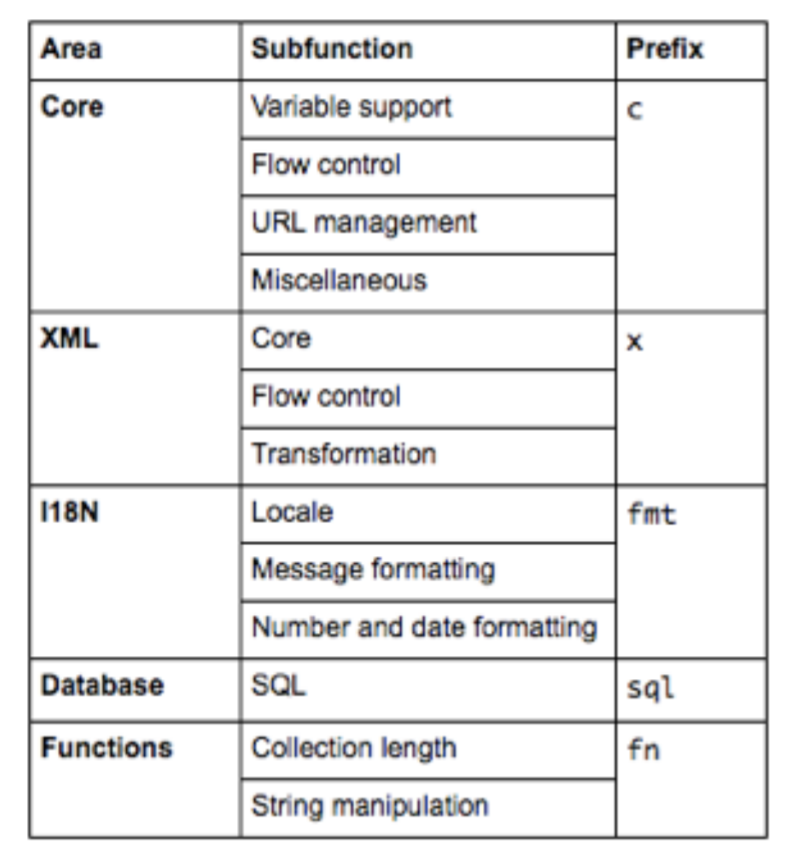 Area Subfunction Prefix
Core Variable support c
Flow control
URL management
Miscellaneous
XML Core x
Flow control
Transformation
I18N Locale fmt
Message formatting
Number and date formatting
Database SQL sql
Functions Collection length fn
String manipulation